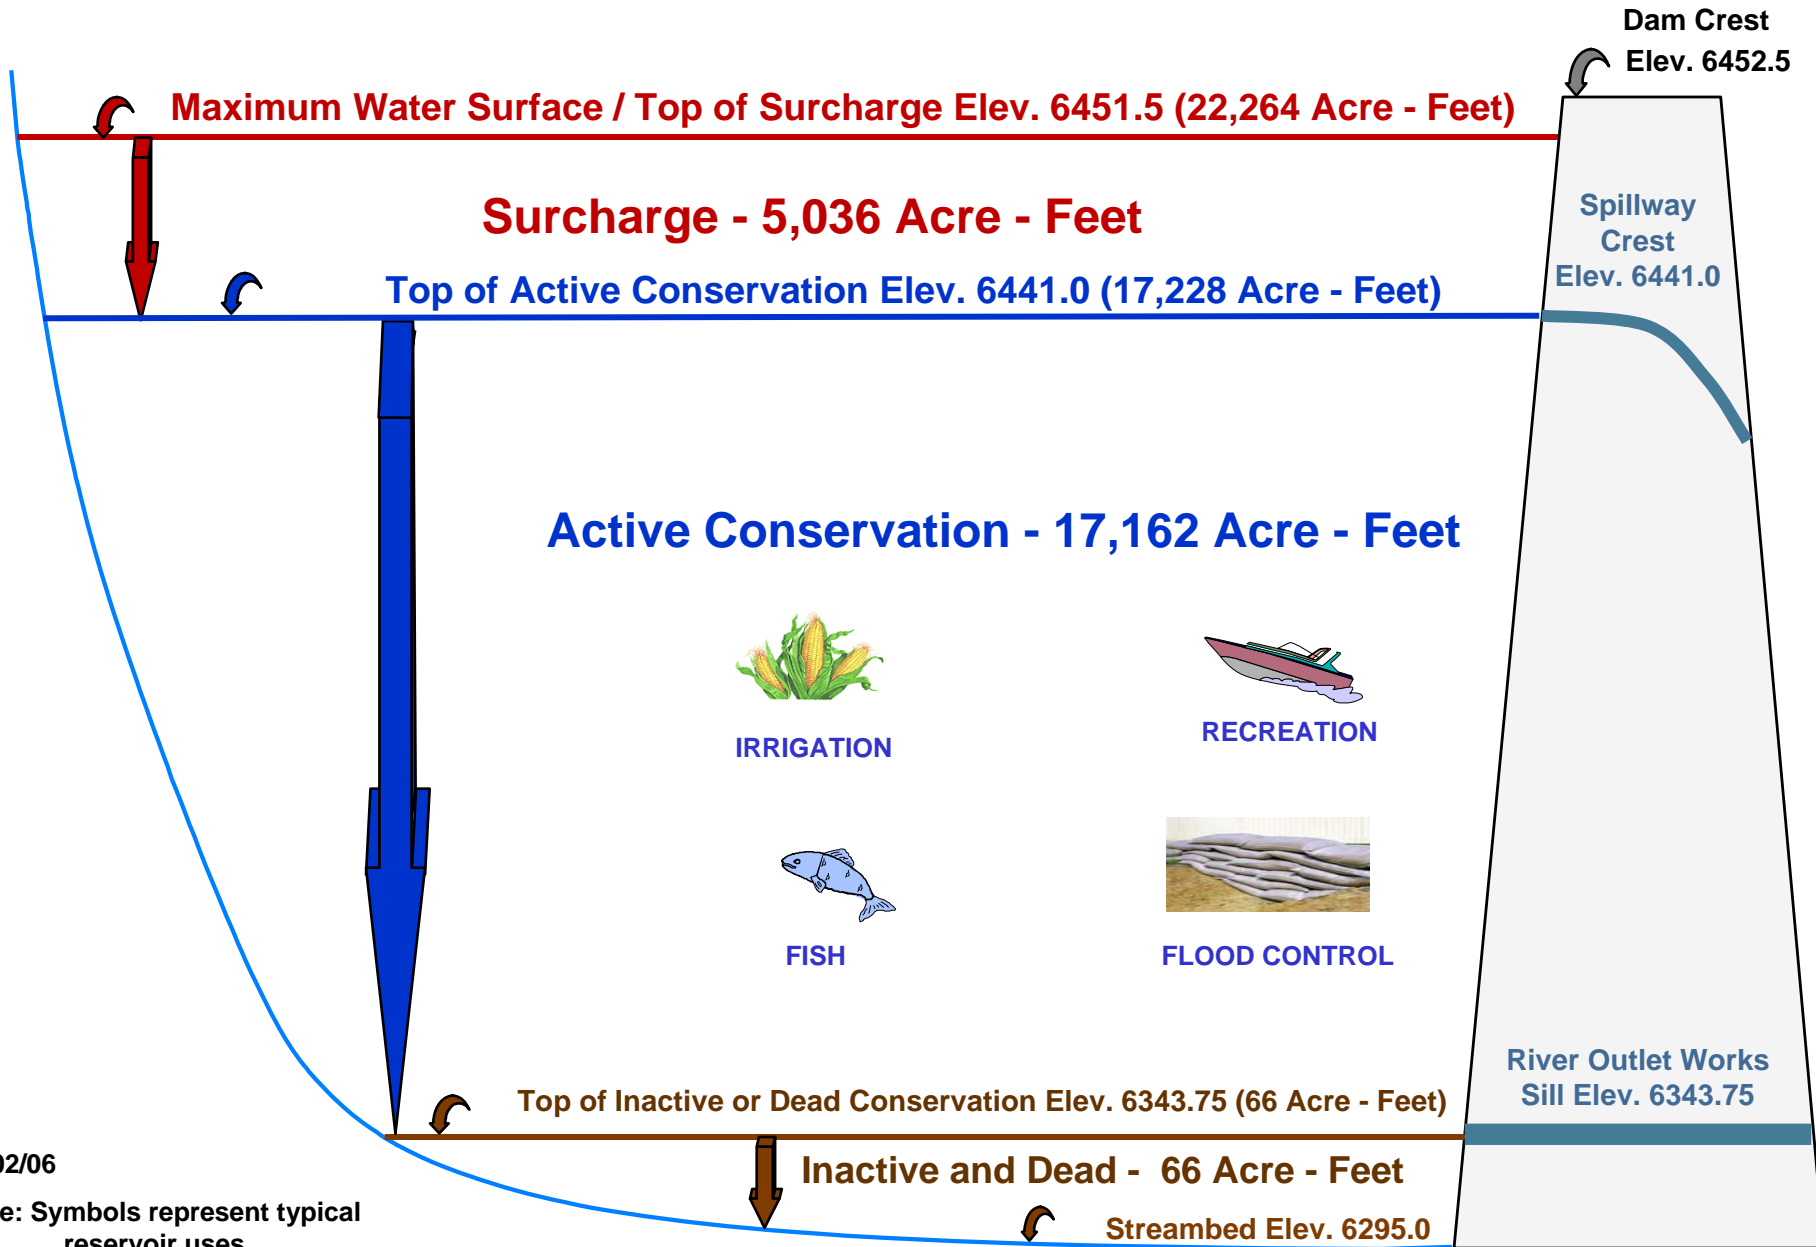 Dam Crest
Elev. 6452.5
Maximum Water Surface / Top of Surcharge Elev. 6451.5 (22,264 Acre - Feet)
Surcharge - 5,036 Acre - Feet
Spillway
Crest
Elev. 6441.0
Top of Active Conservation Elev. 6441.0 (17,228 Acre - Feet)
Active Conservation - 17,162 Acre - Feet
IRRIGATION
RECREATION
FISH
FLOOD CONTROL
River Outlet Works
Sill Elev. 6343.75
Top of Inactive or Dead Conservation Elev. 6343.75 (66 Acre - Feet)
Inactive and Dead - 66 Acre - Feet
Streambed Elev. 6295.0
02/06
e: Symbols represent typical
reservoir uses